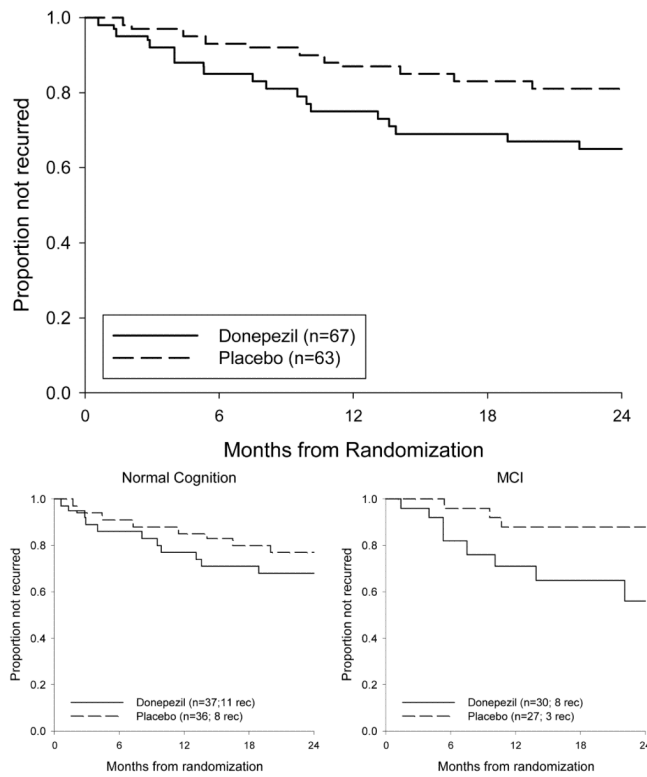 1.0
0.8
0.6
0.4
0.2
0.0
Proportion not recurred
Donepezil (n=67)
Placebo (n=63)
0 6 12 18 24
Months from Randomization
Normal Cognition
1.0
0.8
0.6
0.4
0.2
0.0
Proportion not recurred
Donepezil (n=37;11 rec)
Placebo (n=36; 8 rec)
0 6 12 18 24
Months from randomization
MCI
1.0
0.8
0.6
0.4
0.2
0.0
Proportion not recurred
Donepezil (n=30; 8 rec)
Placebo (n=27; 3 rec)
0 6 12 18 24
Months from randomization